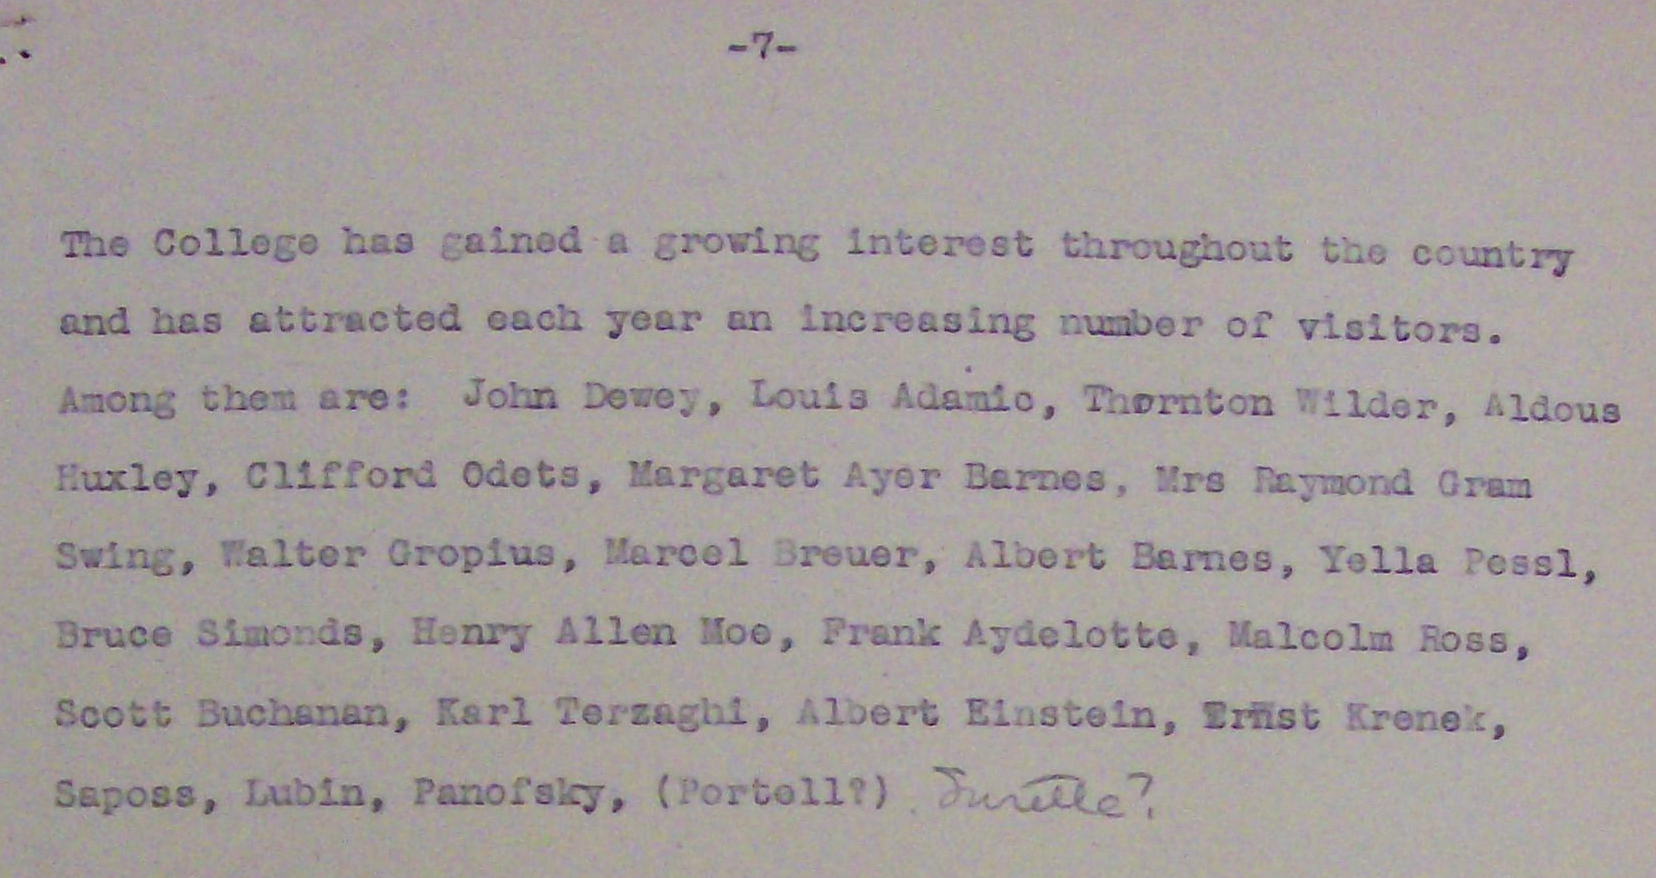 -7-
The College has gained a growing interest throughout the country
and has attracted each year an increasing number of visitors.
Among them are: John Dewey, Louis Adamic, Thornton Wilder, Aldous
Huxley, Clifford Odets, Margaret Ayer Barnes, Mrs Raymond Gram
Swing, Walter Gropius, Marcel Breuer, Albert Barnes, Yella Pessl,
Bruce Simonds, Henry Allen Moe, Frank Aydelotte, Malcolm Ross,
Scott Buchanan, Karl Terzaghi, Albert Einstein, Ernst Krenek,
Saposs, Lubin, Panofsky, (Portell?)